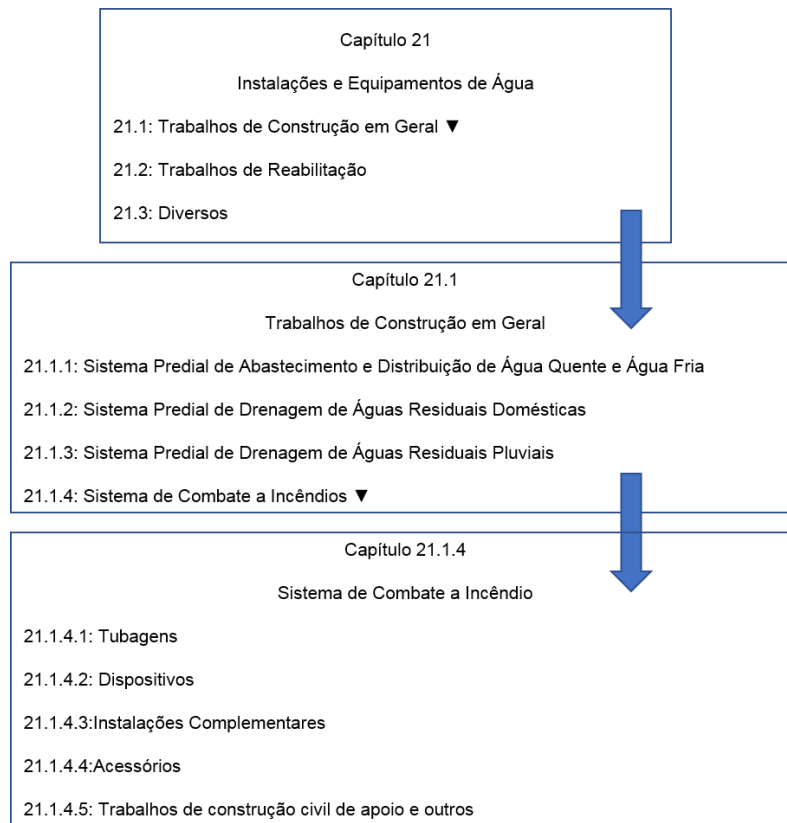 Capítulo 21
Instalações e Equipamentos de Água
21.1: Trabalhos de Construção em Geral ▼
21.2: Trabalhos de Reabilitação
21.3: Diversos
Capítulo 21.1
Trabalhos de Construção em Geral
21.1.1: Sistema Predial de Abastecimento e Distribuição de Água Quente e Água Fria
21.1.2: Sistema Predial de Drenagem de Águas Residuais Domésticas
21.1.3: Sistema Predial de Drenagem de Águas Residuais Pluviais
21.1.4: Sistema de Combate a Incêndios ▼
Capítulo 21.1.4
Sistema de Combate a Incêndio
21.1.4.1: Tubagens
21.1.4.2: Dispositivos
21.1.4.3:Instalações Complementares
21.1.4.4:Acessórios
21.1.4.5: Trabalhos de construção civil de apoio e outros